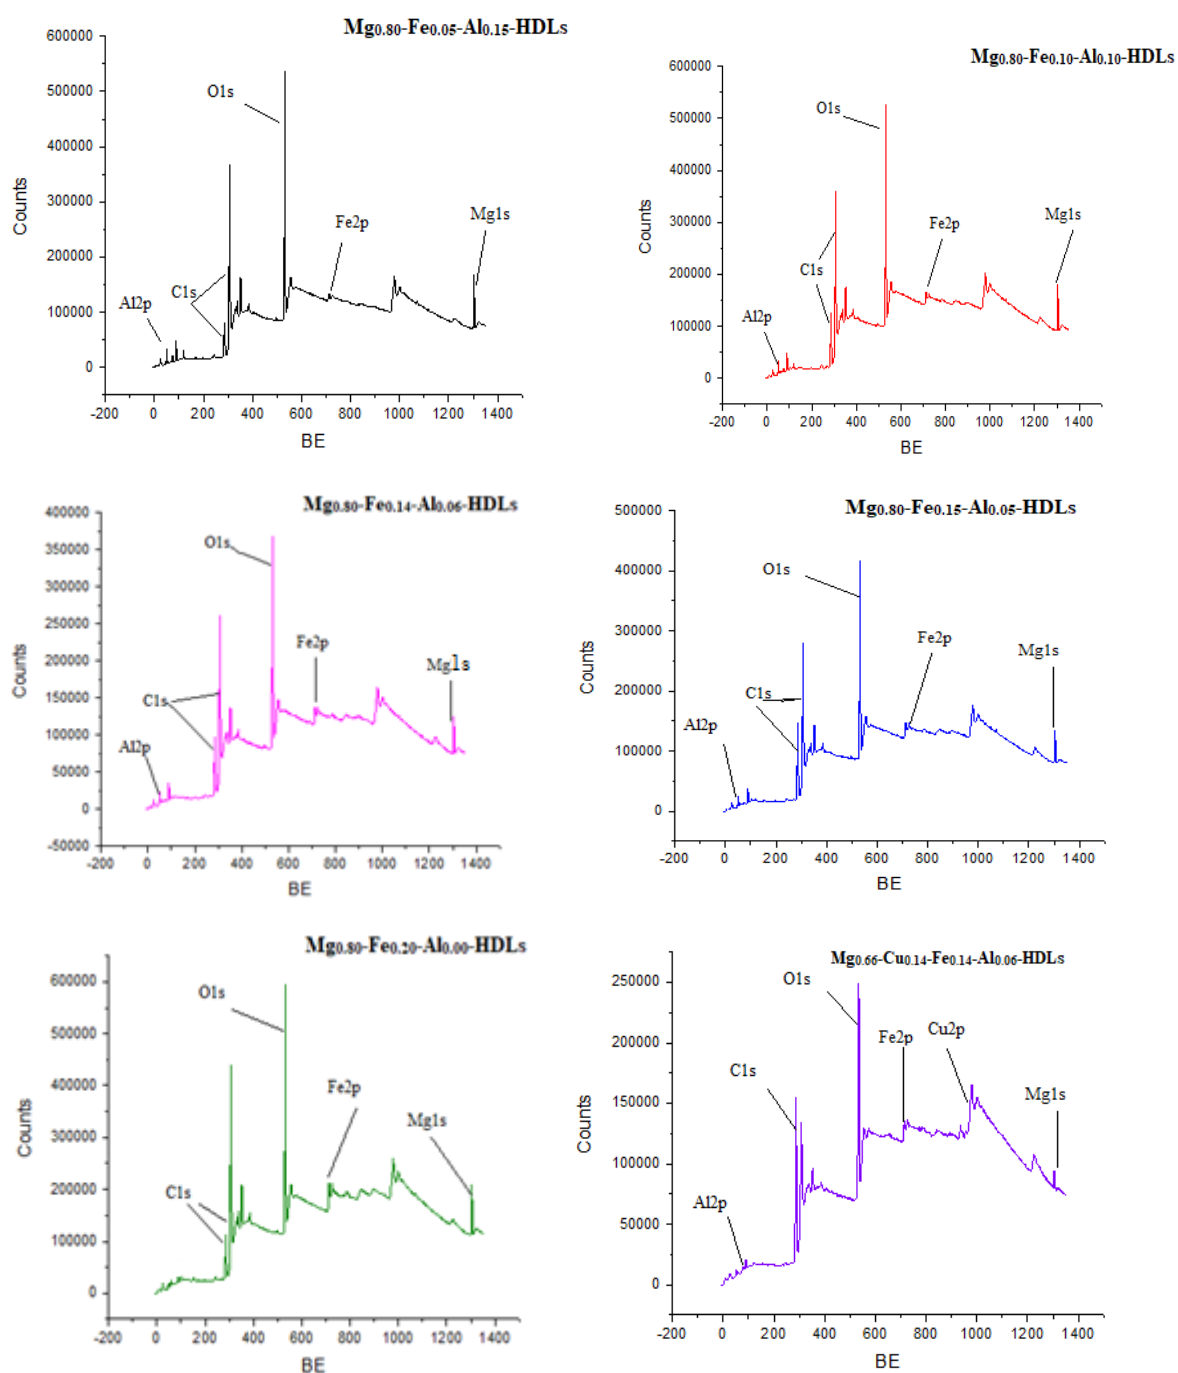 Mg0.80-Fe0.05-Al0.15-HDLs
600000
500000
400000
300000
200000
100000
0
Counts
O1s
Fe2p
Mg1s
C1s
Al2p
-200 0 200 400 600 800 1000 1200 1400
BE
Mg0.80-Fe0.10-Al0.10-HDLs
600000
500000
400000
300000
200000
100000
0
Counts
O1s
Fe2p
Mg1s
C1s
Al2p
-200 0 200 400 600 800 1000 1200 1400
BE
Mg0.80-Fe0.14-Al0.06-HDLs
400000
350000
300000
250000
200000
150000
100000
50000
0
-50000
Counts
O1s
Fe2p
Mg1s
C1s
Al2p
-200 0 200 400 600 800 1000 1200 1400
BE
Mg0.80-Fe0.15-Al0.05-HDLs
500000
400000
300000
200000
100000
0
Counts
O1s
Fe2p
Mg1s
C1s
Al2p
-200 0 200 400 600 800 1000 1200 1400
BE
Mg0.80-Fe0.20-Al0.00-HDLs
600000
500000
400000
300000
200000
100000
0
Counts
O1s
Fe2p
Mg1s
C1s
-200 0 200 400 600 800 1000 1200 1400
BE
Mg0.66-Cu0.14-Fe0.14-Al0.06-HDLs
250000
200000
150000
100000
50000
0
Counts
O1s
Fe2p
Cu2p
C1s
Mg1s
Al2p
-200 0 200 400 600 800 1000 1200 1400
BE